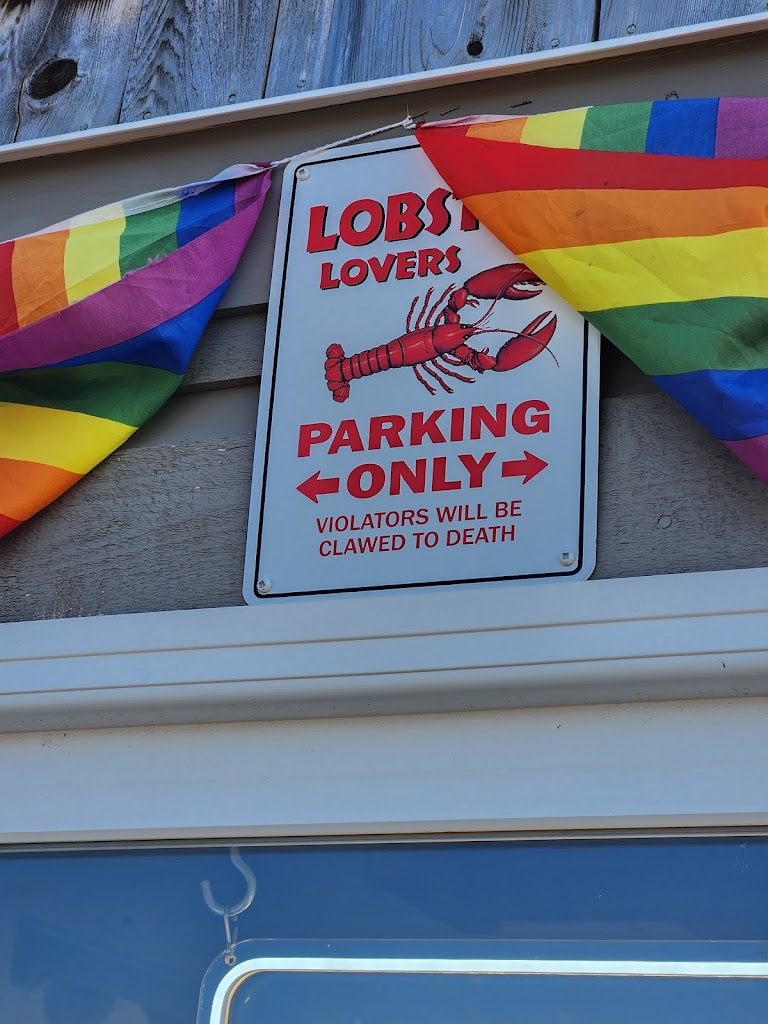 LOBST
LOVERS
PARKING
ONLY
VIOLATORS WILL BE
CLAWED TO DEATH